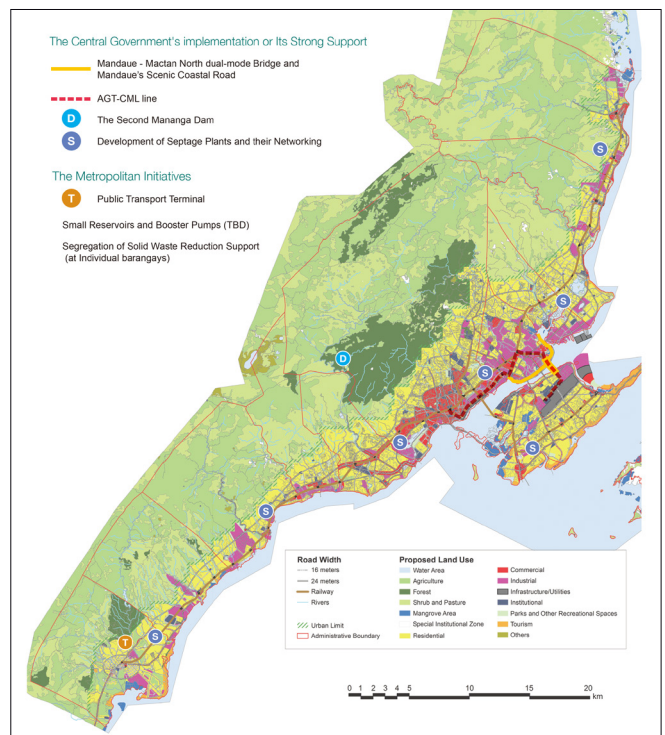 The Central Government's implementation or Its Strong Support
Mandaue - Mactan North dual-mode Bridge and
Mandaue's Scenic Coastal Road
AGT-CML line
D The Second Mananga Dam
S Development of Septage Plants and their Networking
The Metropolitan Initiatives
T Public Transport Terminal
Small Reservoirs and Booster Pumps (TBD)
Segregation of Solid Waste Reduction Support
(at Individual barangays)
S
S
D
S
S
S
S
T
S
Road Width
16 meters
24 meters
Railway
Rivers
Urban Limit
Administrative Boundary
Proposed Land Use
Water Area
Agriculture
Forest
Shrub and Pasture
Mangrove Area
Special Institutional Zone
Residential
Commercial
Industrial
Infrastructure/Utilities
Institutional
Parks and Other Recreational Spaces
Tourism
Others
0 1 2 3 4 5 10 15 20
km